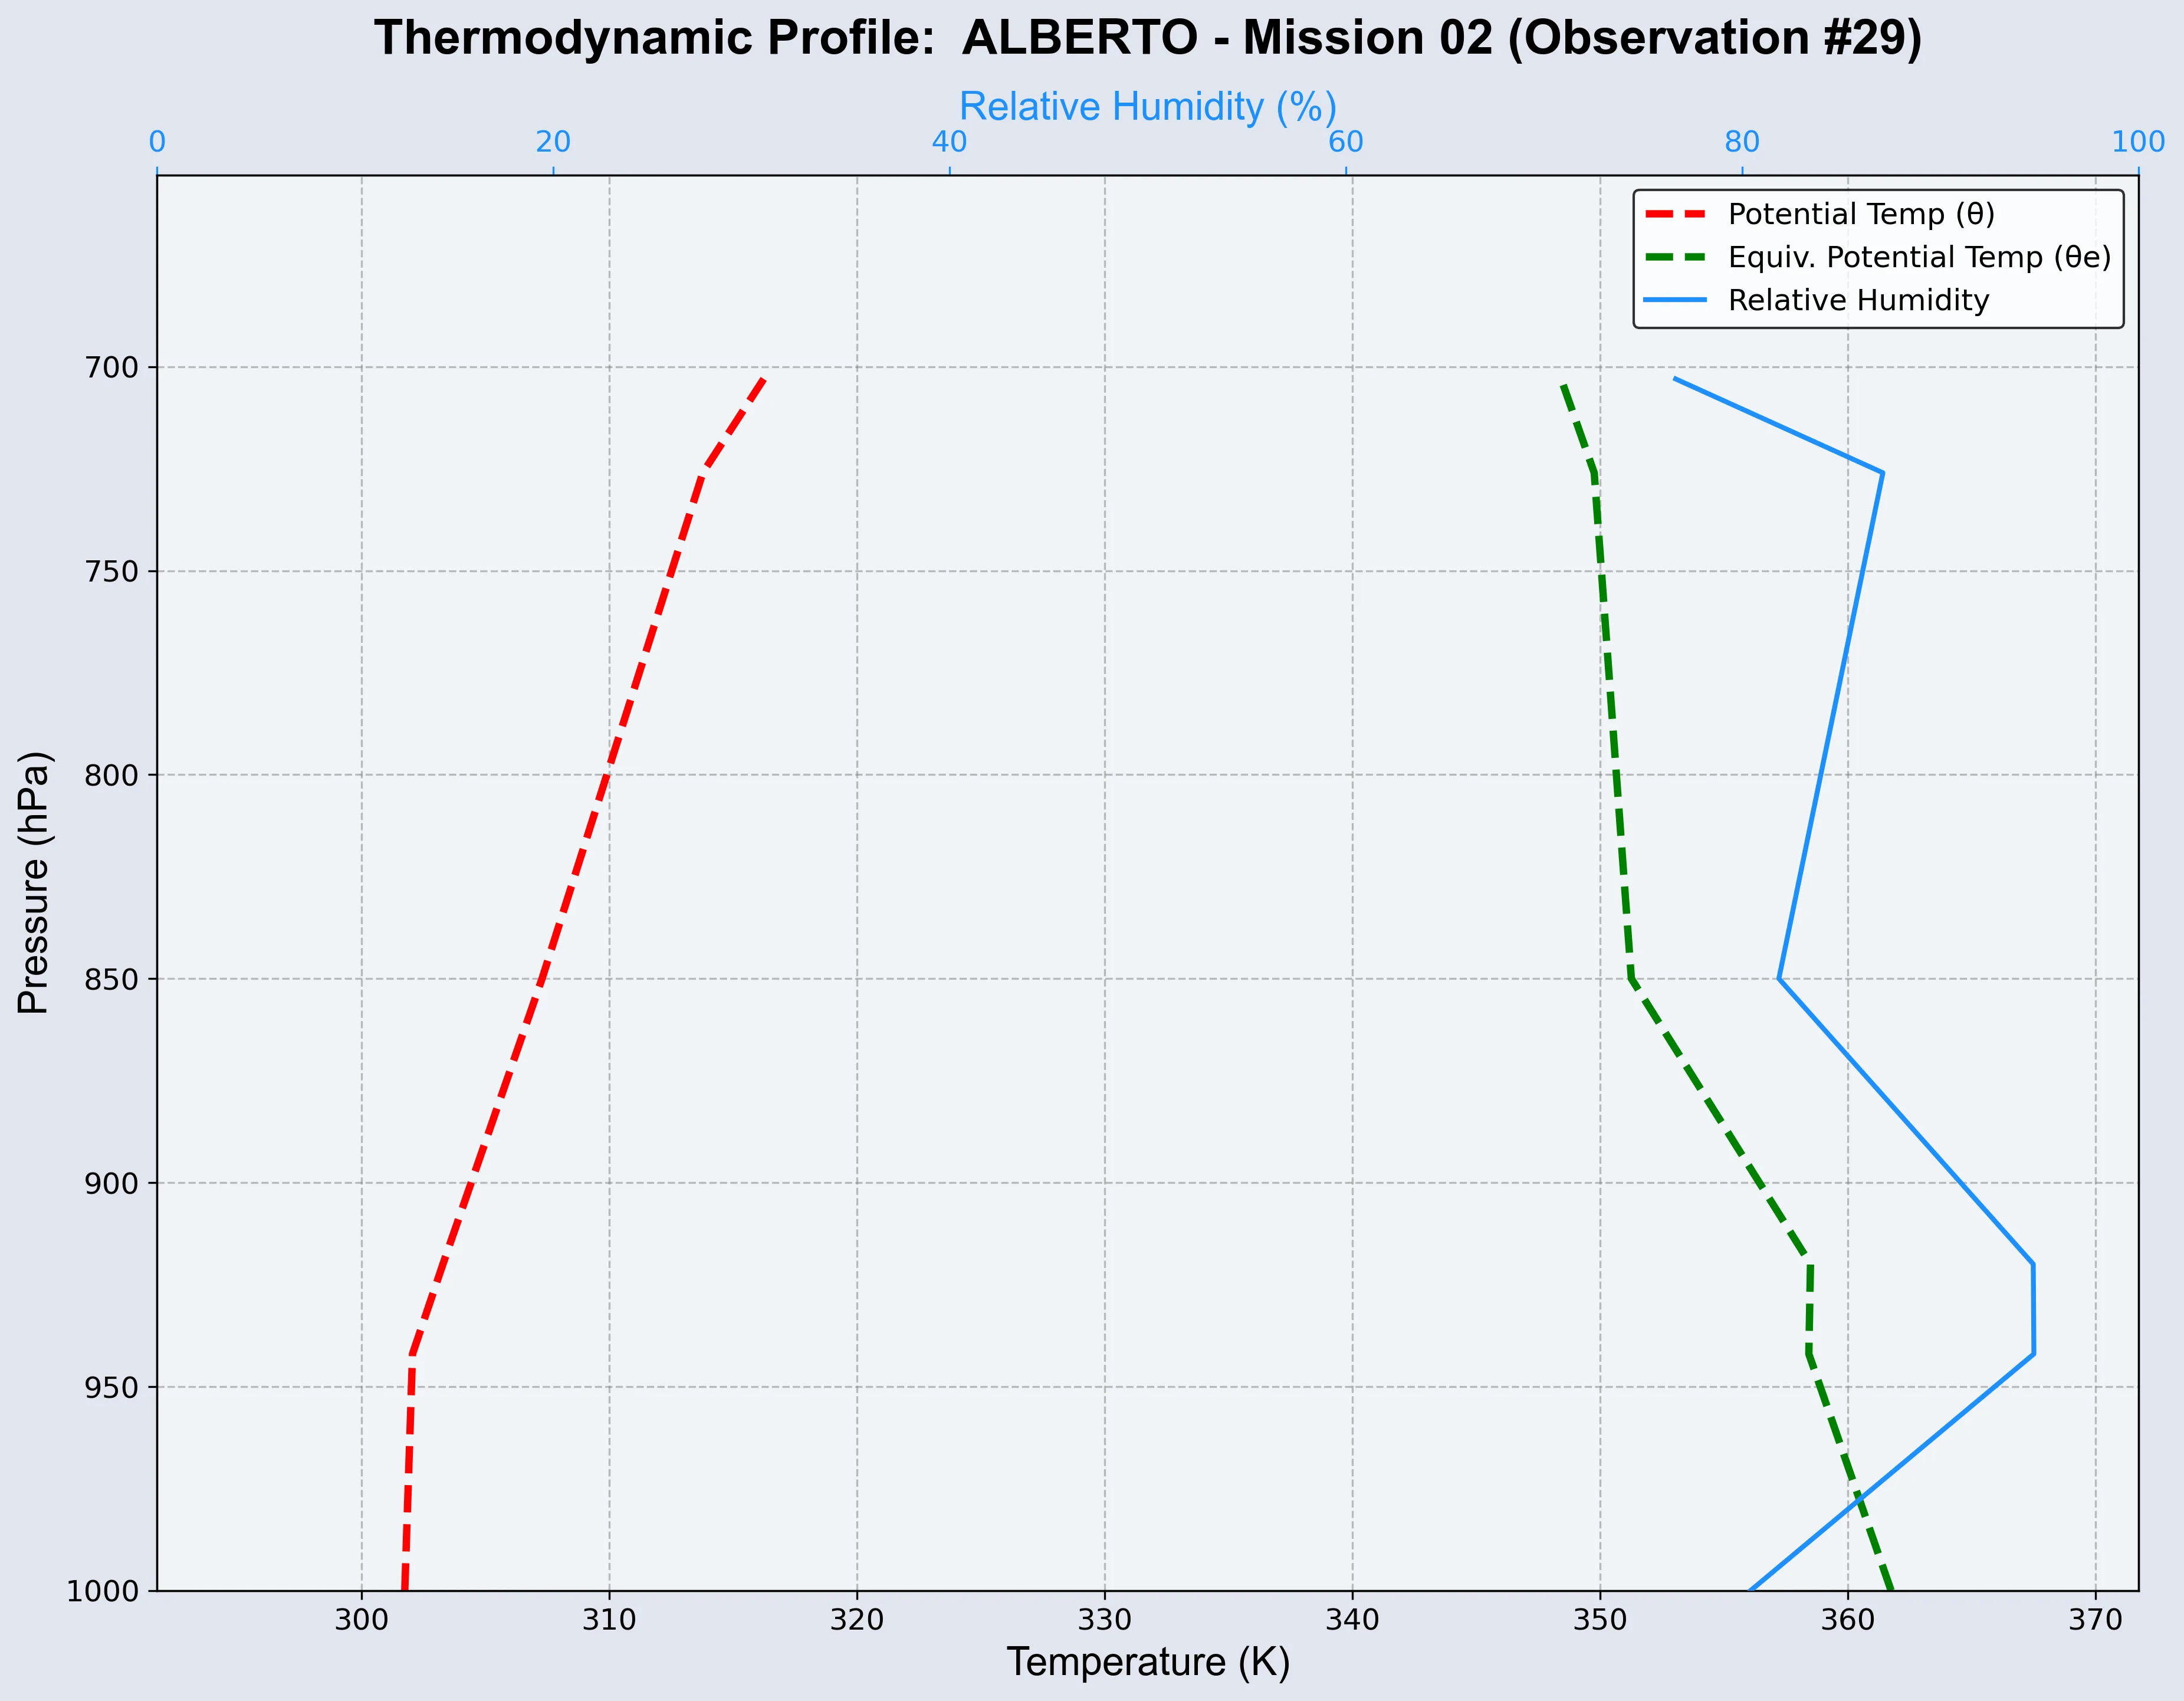 Thermodynamic Profile:  ALBERTO - Mission 02 (Observation #29)
Relative Humidity (%)
0 20 40 60 80 100
Potential Temp (θ)
Equiv. Potential Temp (θe)
Relative Humidity
700
750
800
850
900
950
1000
Pressure (hPa)
300 310 320 330 340 350 360 370
Temperature (K)